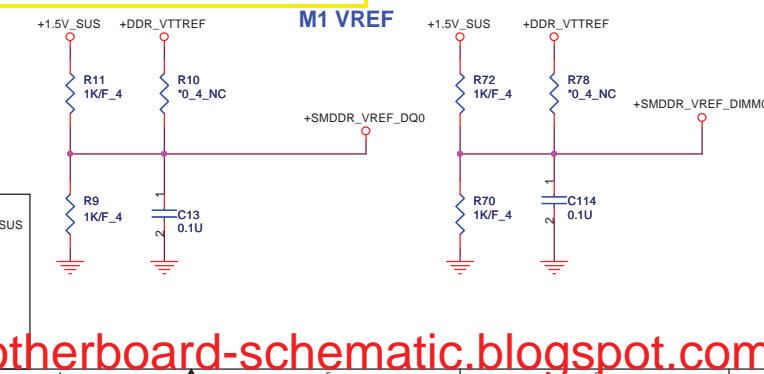 M1 VREF
+1.5V_SUS +DDR_VTTREF +1.5V_SUS +DDR_VTTREF
R11 1K/F_4
R10 *0_4_NC
R72 1K/F_4
R78 *0_4_NC
+SMDDR_VREF_DQ0
+SMDDR_VREF_DIMM0
R9 1K/F_4
1
C13 0.1U
2
R70 1K/F_4
1
C114 0.1U
2
SUS
otherboard-schematic.blogspot.com